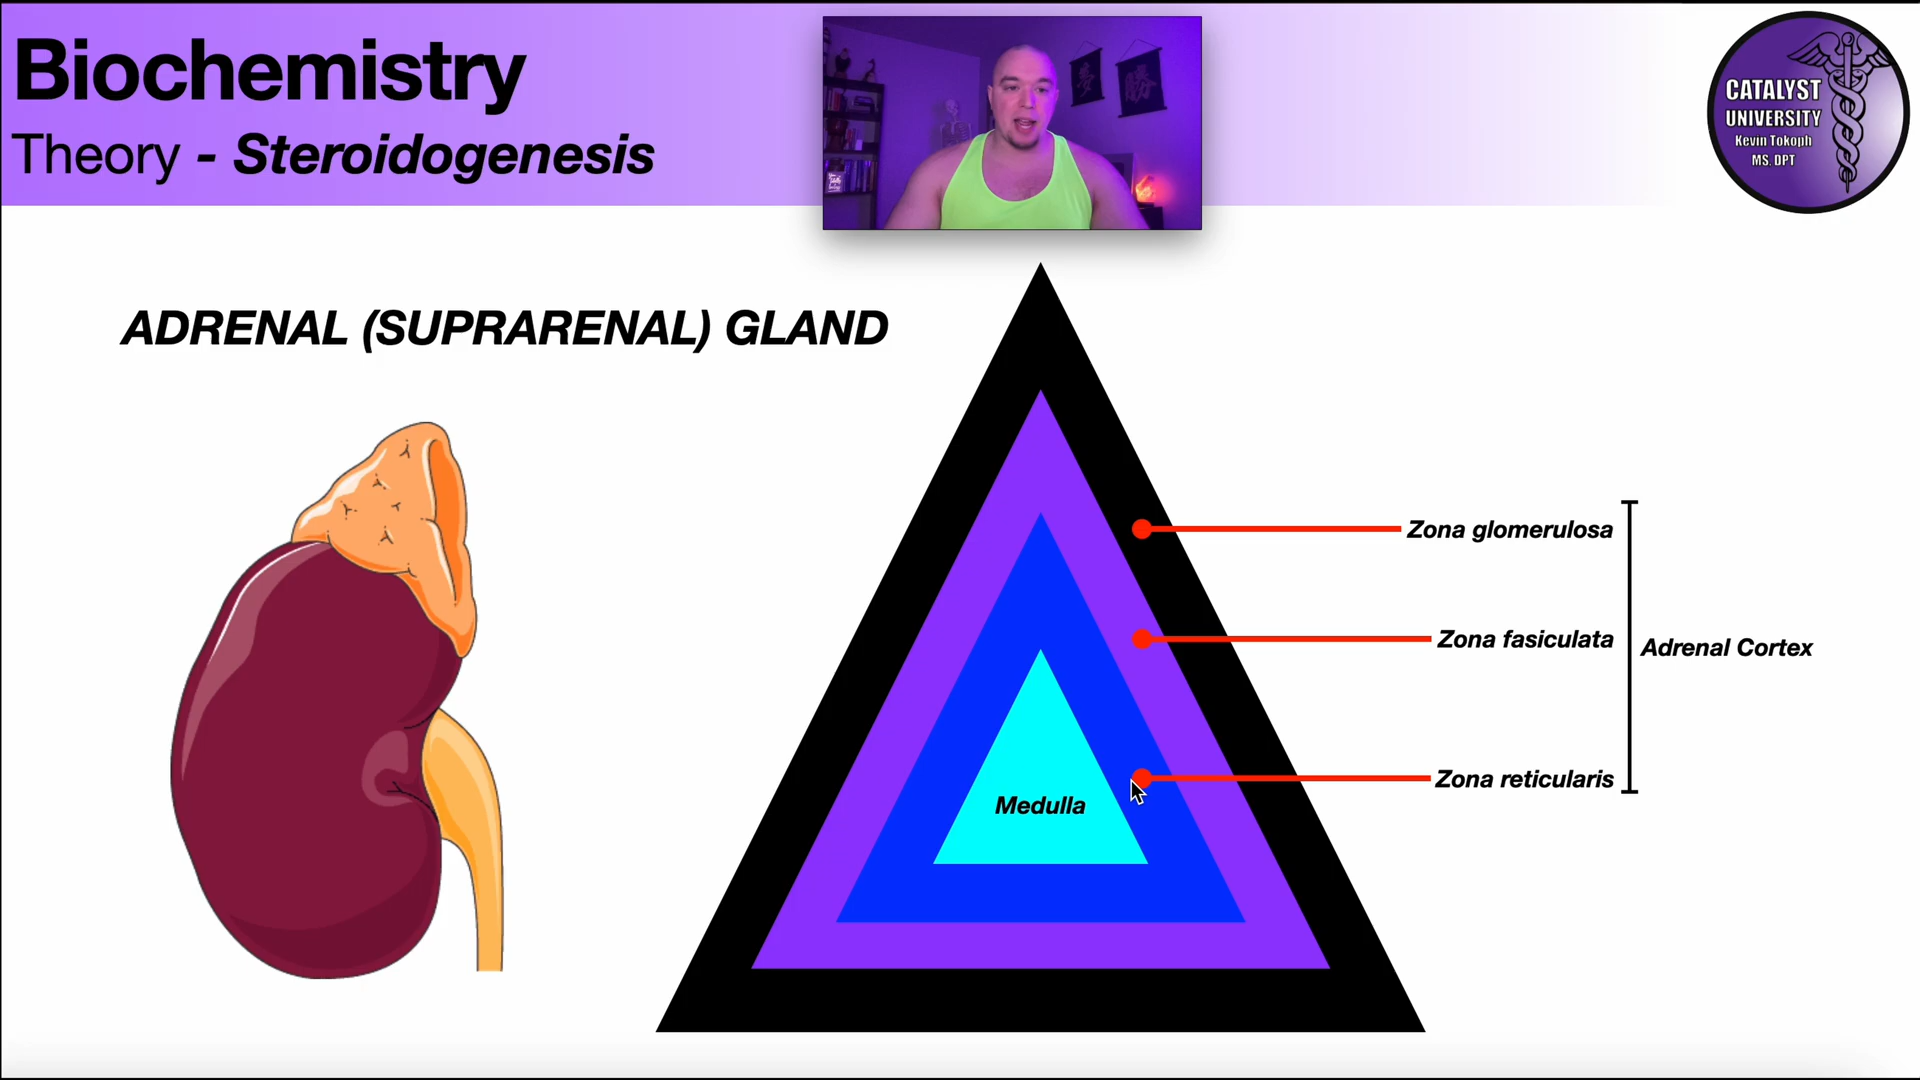 Biochemistry
Theory - Steroidogenesis
CATALYST
UNIVERSITY
Kevin Tokoph
MS, DPT
ADRENAL (SUPRARENAL) GLAND
Zona glomerulosa
Zona fasiculata
Adrenal Cortex
Zona reticularis
Medulla